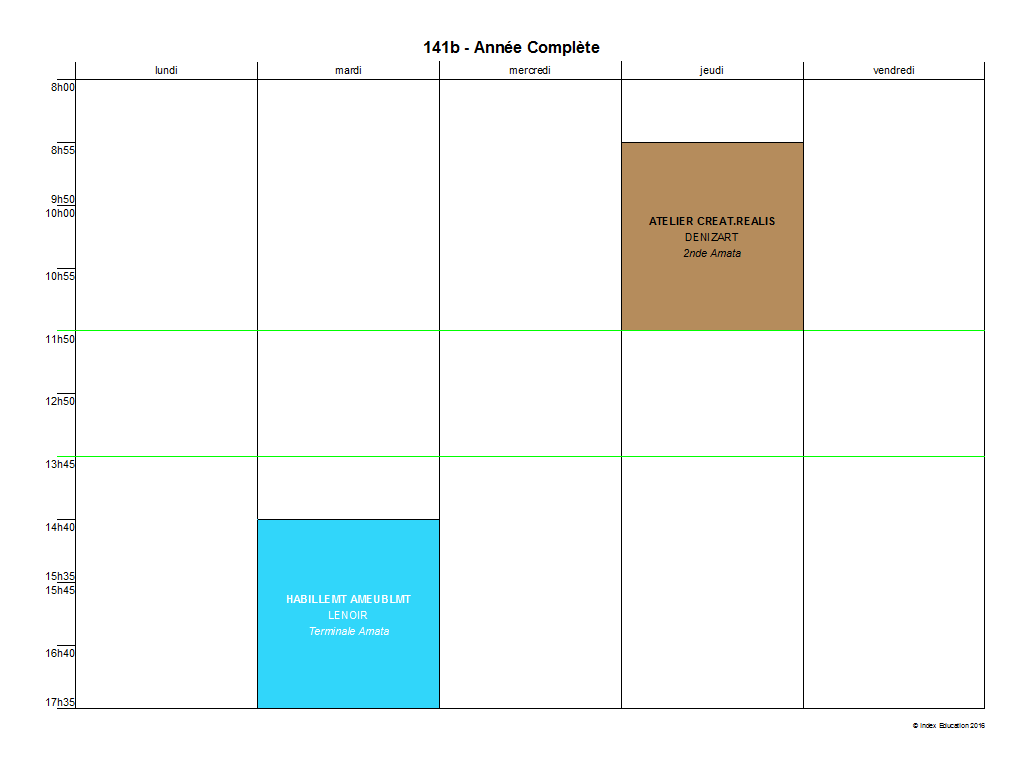 141b - Année Complète
lundi mardi mercredi jeudi vendredi
8h00
8h55
9h50
10h00
ATELIER CREAT.REALIS
DENIZART
2nde Amata
10h55
11h50
12h50
13h45
14h40
15h35
15h45
HABILLEMT AMEUBLMT
LENOIR
Terminale Amata
16h40
17h35
© Index Education 2016